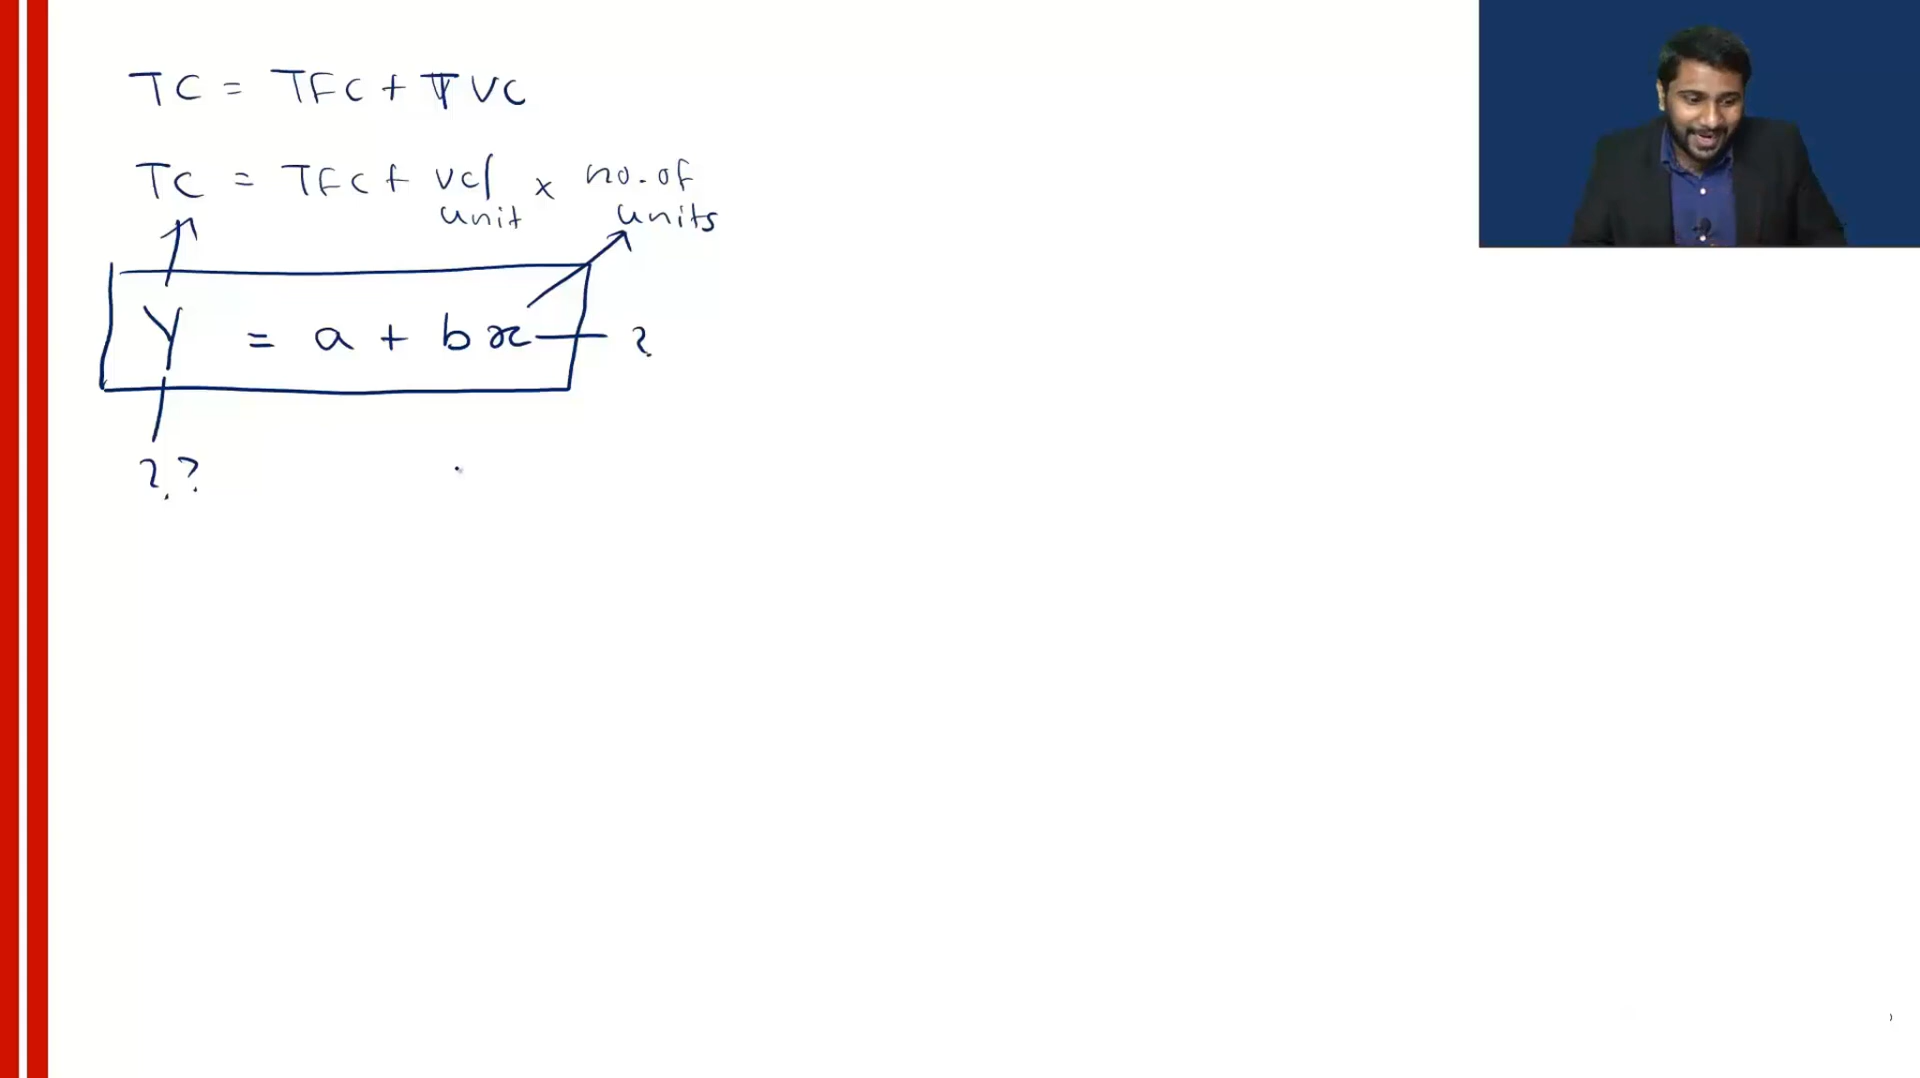 TC = TFC + TVC
TC = TFC + VC/ × no. of
unit units
Y = a + bx — ?
? ?